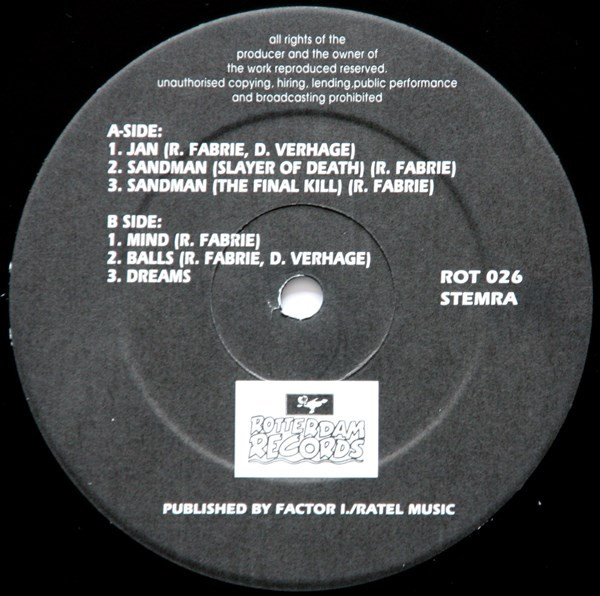 all rights of the
producer and the owner of
the work reproduced reserved.
unauthorised copying, hiring, lending,public performance
and broadcasting prohibited
A-SIDE:
1. JAN (R. FABRIE, D. VERHAGE)
2. SANDMAN (SLAYER OF DEATH) (R. FABRIE)
3. SANDMAN (THE FINAL KILL) (R. FABRIE)
B SIDE:
1. MIND (R. FABRIE)
2. BALLS (R. FABRIE, D. VERHAGE)
3. DREAMS
ROT 026
STEMRA
ROTTERDAM
RECORDS
PUBLISHED BY FACTOR I./RATEL MUSIC